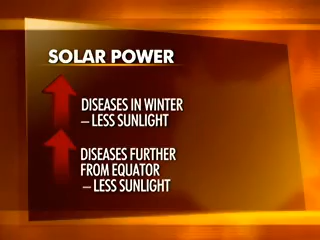 SOLAR POWER
DISEASES IN WINTER
– LESS SUNLIGHT
DISEASES FURTHER
FROM EQUATOR
– LESS SUNLIGHT